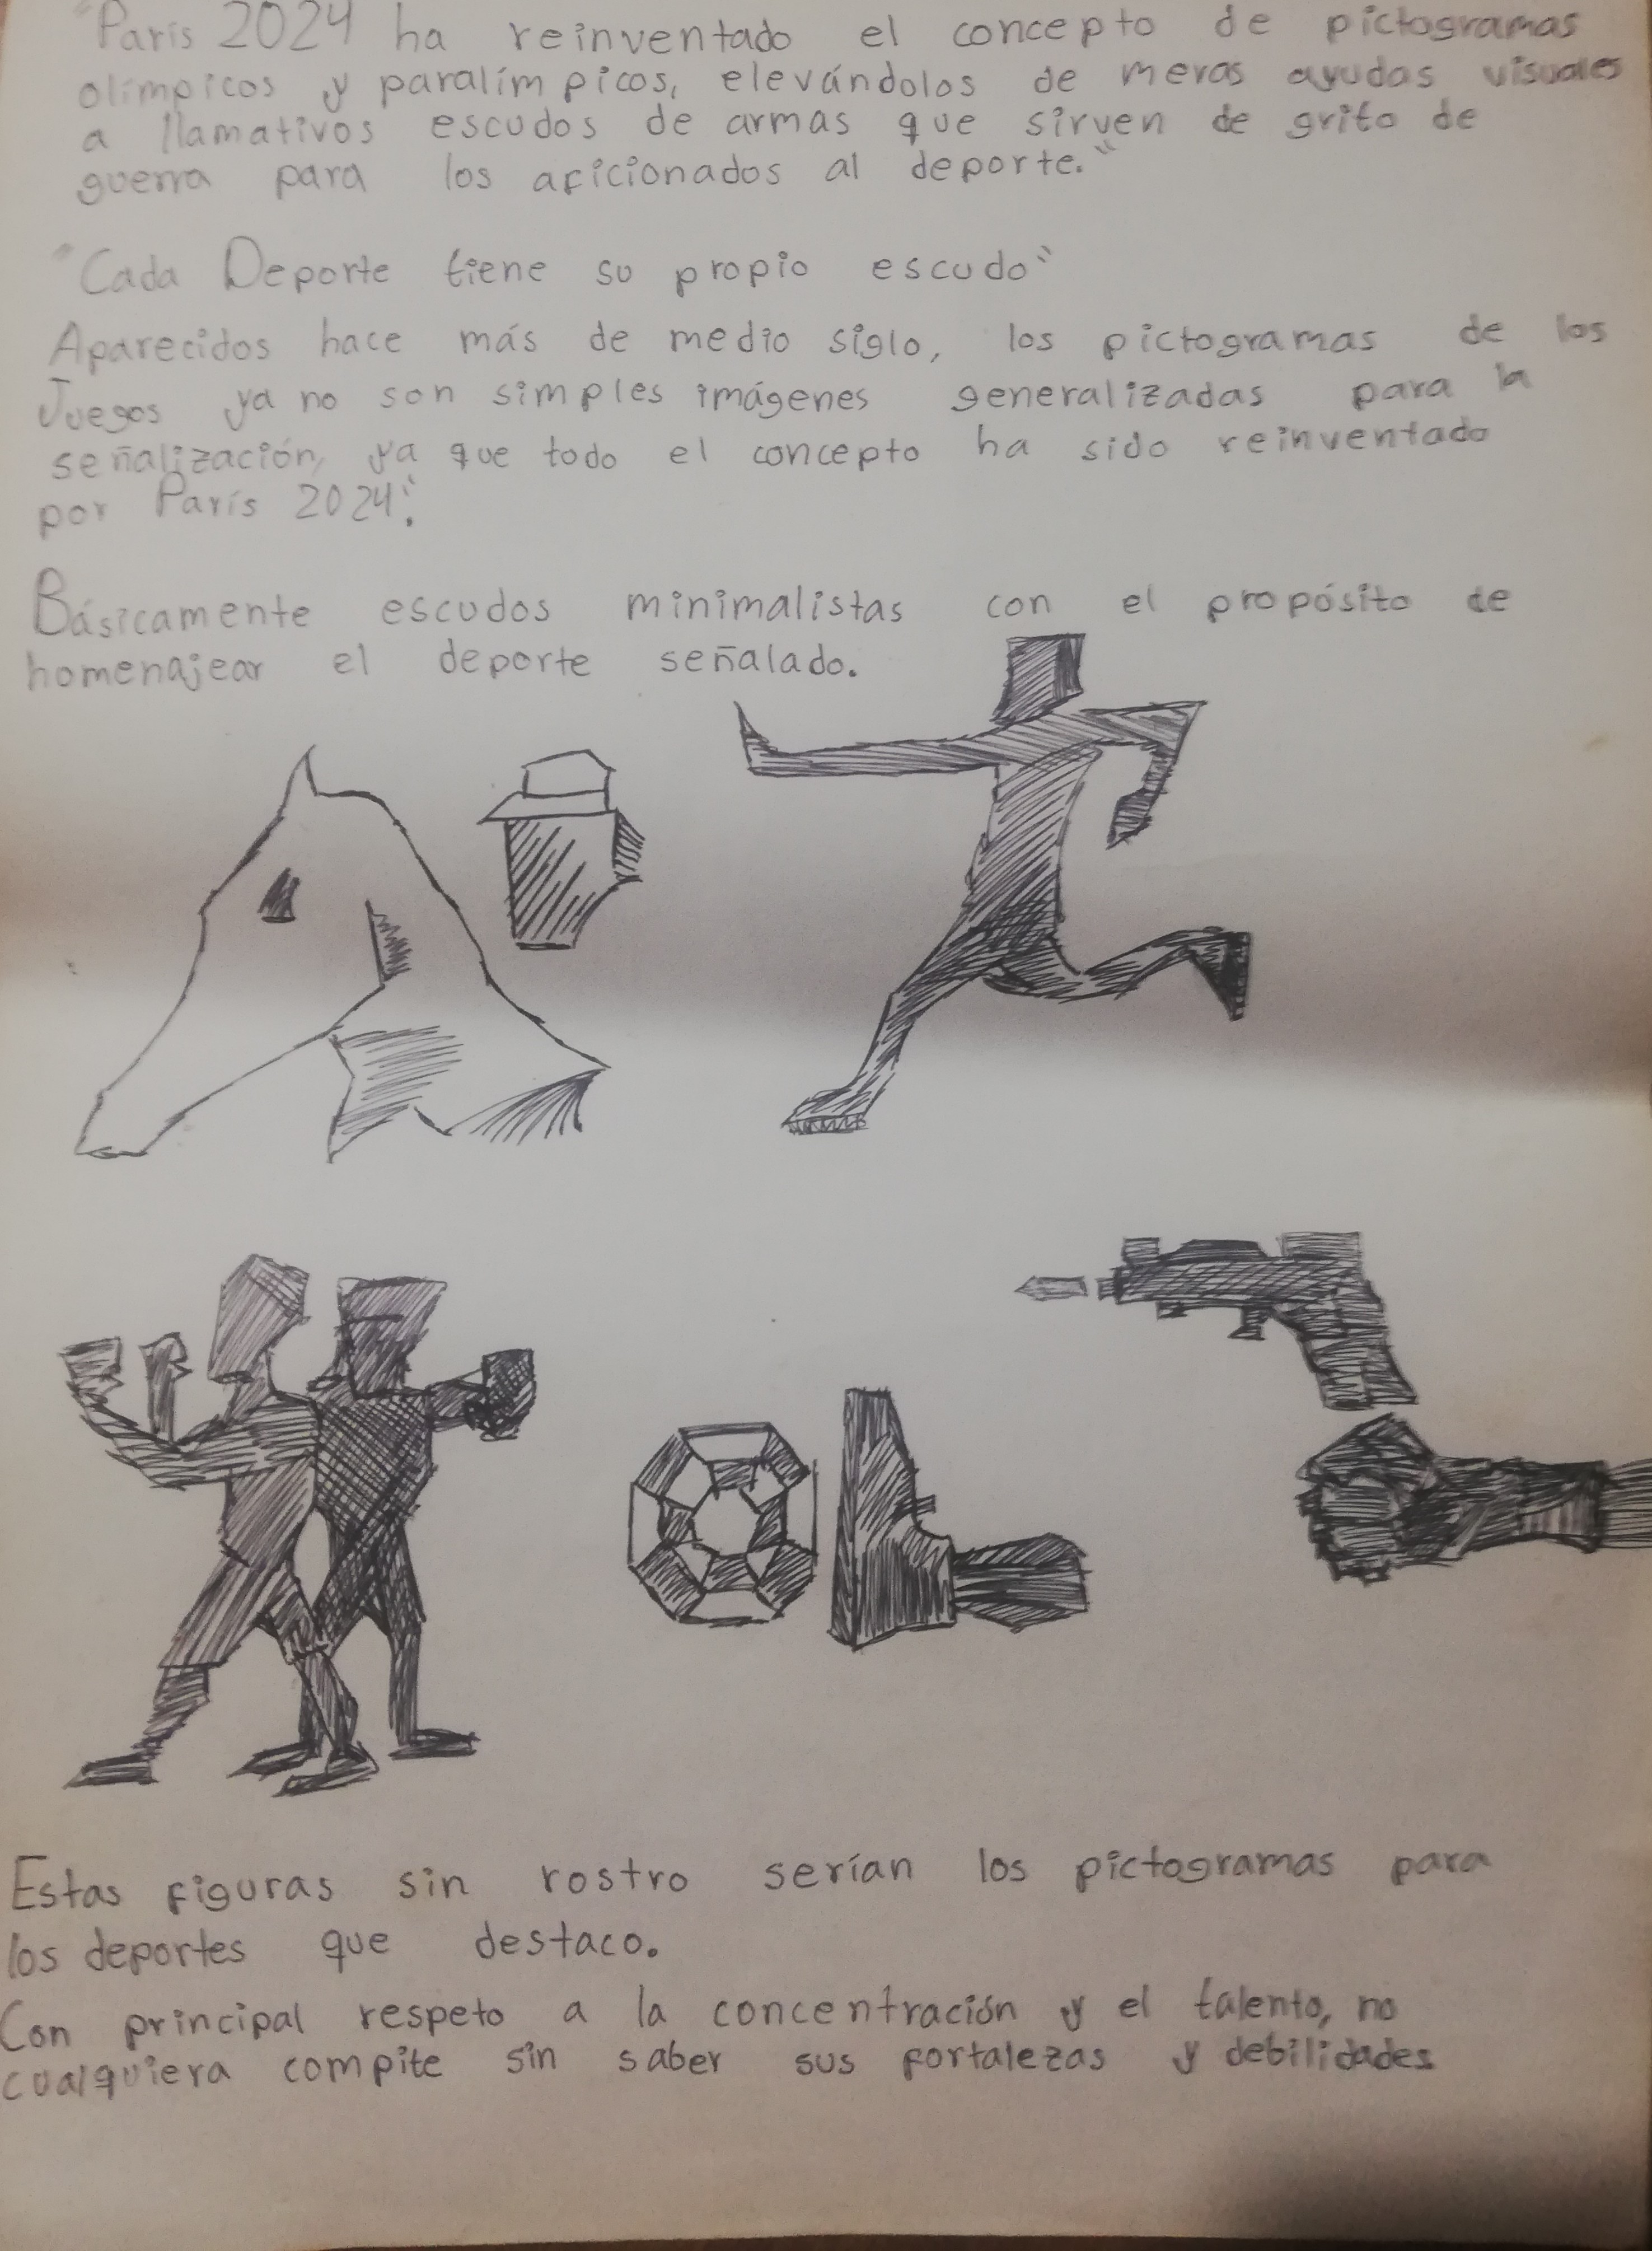 "París 2024 ha reinventado el concepto de pictogramas
olímpicos y paralímpicos, elevándolos de meras ayudas visuales
a llamativos escudos de armas que sirven de grito de
guerra para los aficionados al deporte."
"Cada Deporte tiene su propio escudo"
Aparecidos hace más de medio siglo, los pictogramas de los
Juegos ya no son simples imágenes generalizadas para la
señalización, ya que todo el concepto ha sido reinventado
por París 2024".
Básicamente escudos minimalistas con el propósito de
homenajear el deporte señalado.
Estas figuras sin rostro serían los pictogramas para
los deportes que destaco.
Con principal respeto a la concentración y el talento, no
cualquiera compite sin saber sus fortalezas y debilidades